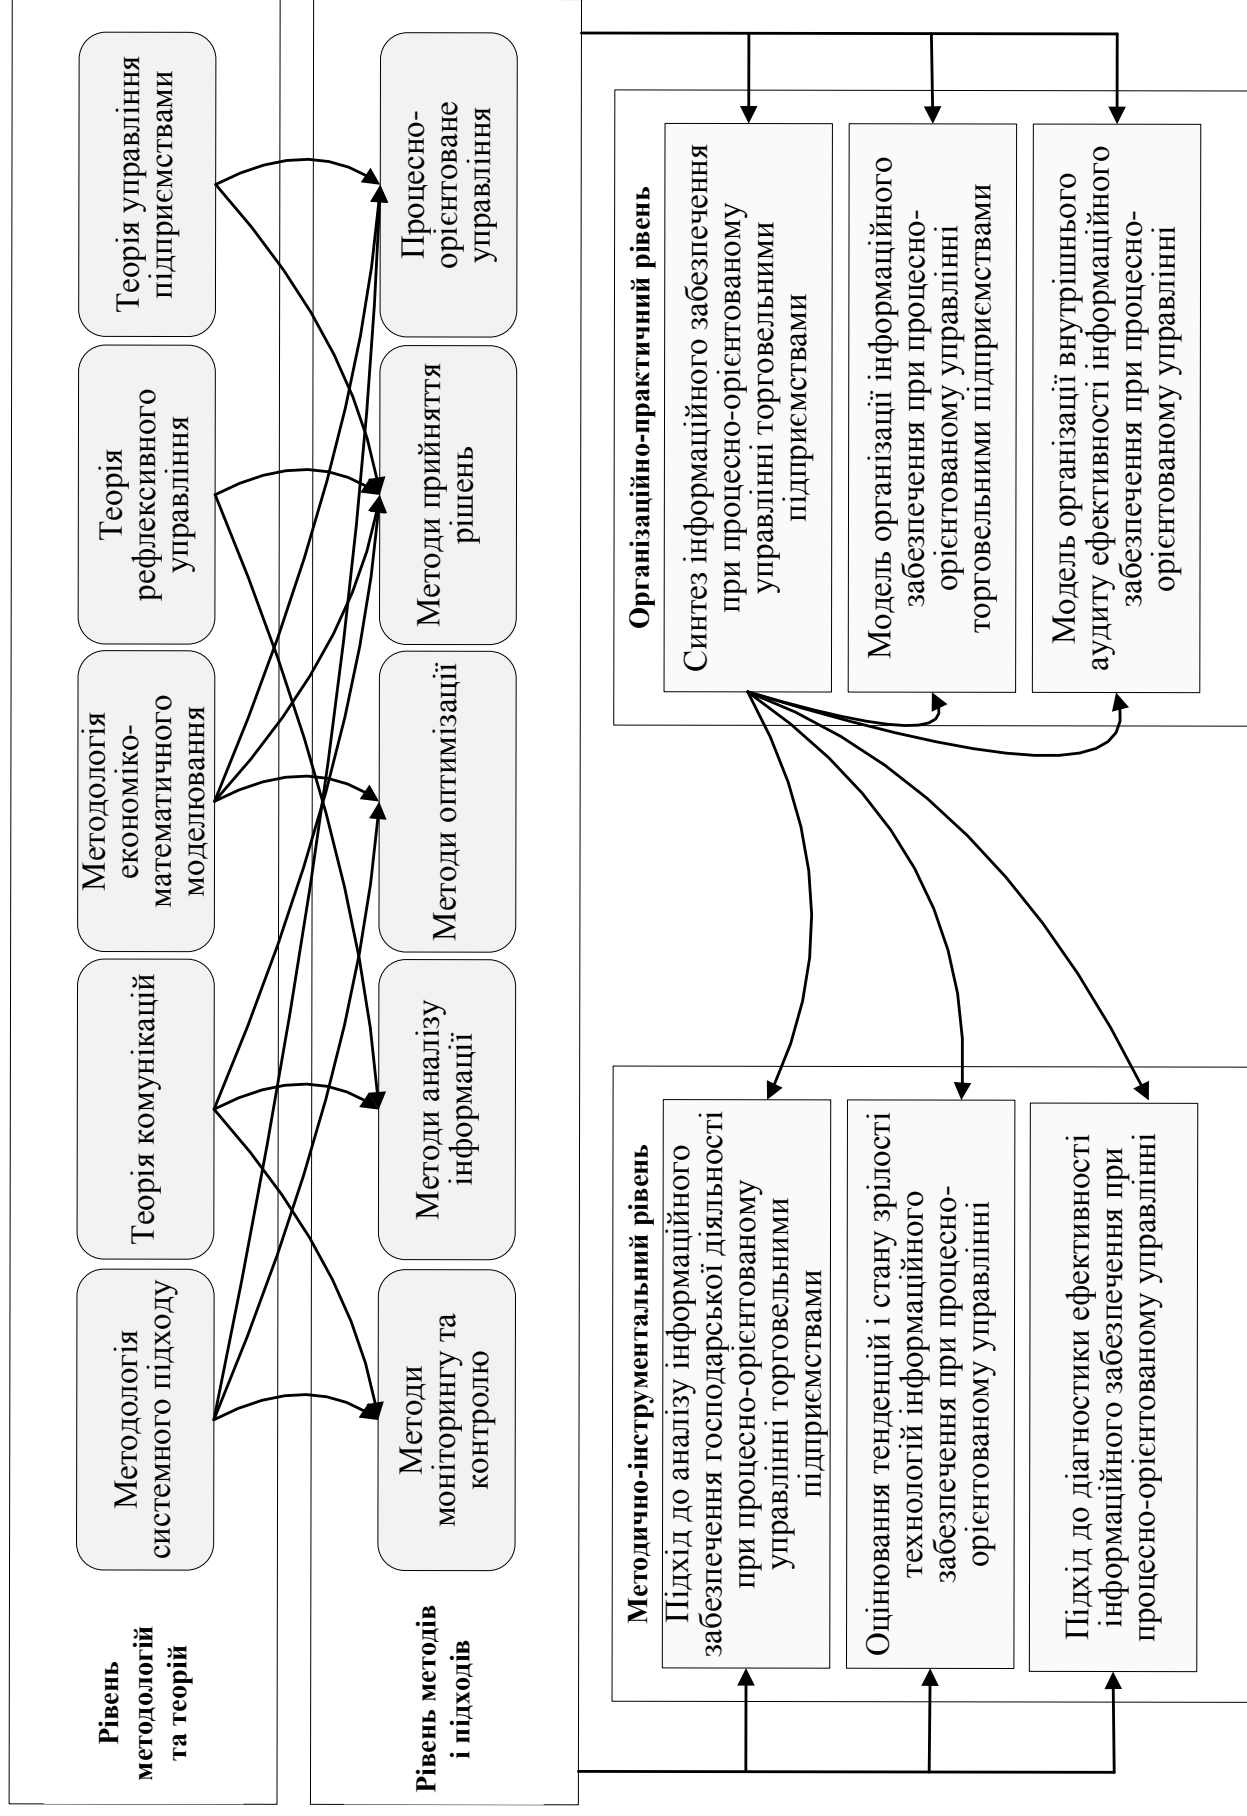 Рівень
методологій
та теорій
Методологія
системного підходу
Теорія комунікацій
Методологія
економіко-
математичного
моделювання
Теорія
рефлексивного
управління
Теорія управління
підприємствами
Рівень методів
і підходів
Методи
моніторингу та
контролю
Методи аналізу
інформації
Методи оптимізації
Методи прийняття
рішень
Процесно-
орієнтоване
управління
Методично-інструментальний рівень
Підхід до аналізу інформаційного
забезпечення господарської діяльності
при процесно-орієнтованому
управлінні торговельними
підприємствами
Оцінювання тенденцій і стану зрілості
технологій інформаційного
забезпечення при процесно-
орієнтованому управлінні
Підхід до діагностики ефективності
інформаційного забезпечення при
процесно-орієнтованому управлінні
Організаційно-практичний рівень
Синтез інформаційного забезпечення
при процесно-орієнтованому
управлінні торговельними
підприємствами
Модель організації інформаційного
забезпечення при процесно-
орієнтованому управлінні
торговельними підприємствами
Модель організації внутрішнього
аудиту ефективності інформаційного
забезпечення при процесно-
орієнтованому управлінні